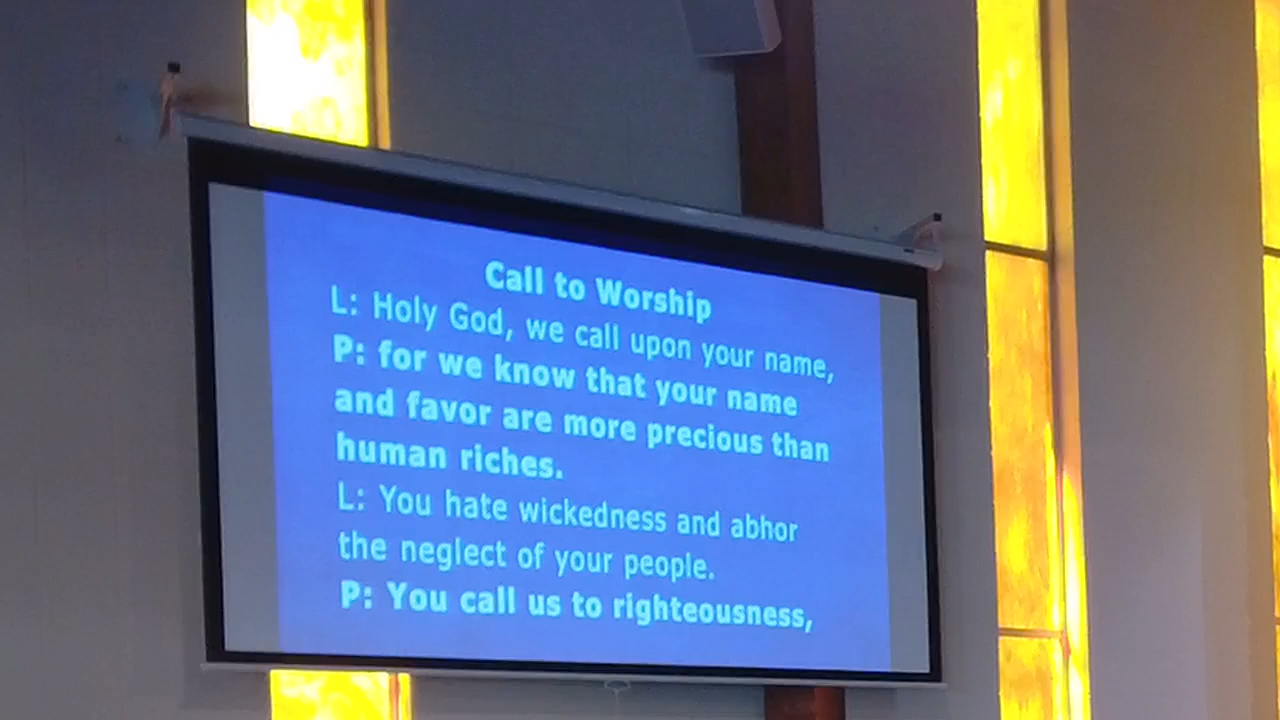 Call to Worship
L: Holy God, we call upon your name,
P: for we know that your name
and favor are more precious than
human riches.
L: You hate wickedness and abhor
the neglect of your people.
P: You call us to righteousness,